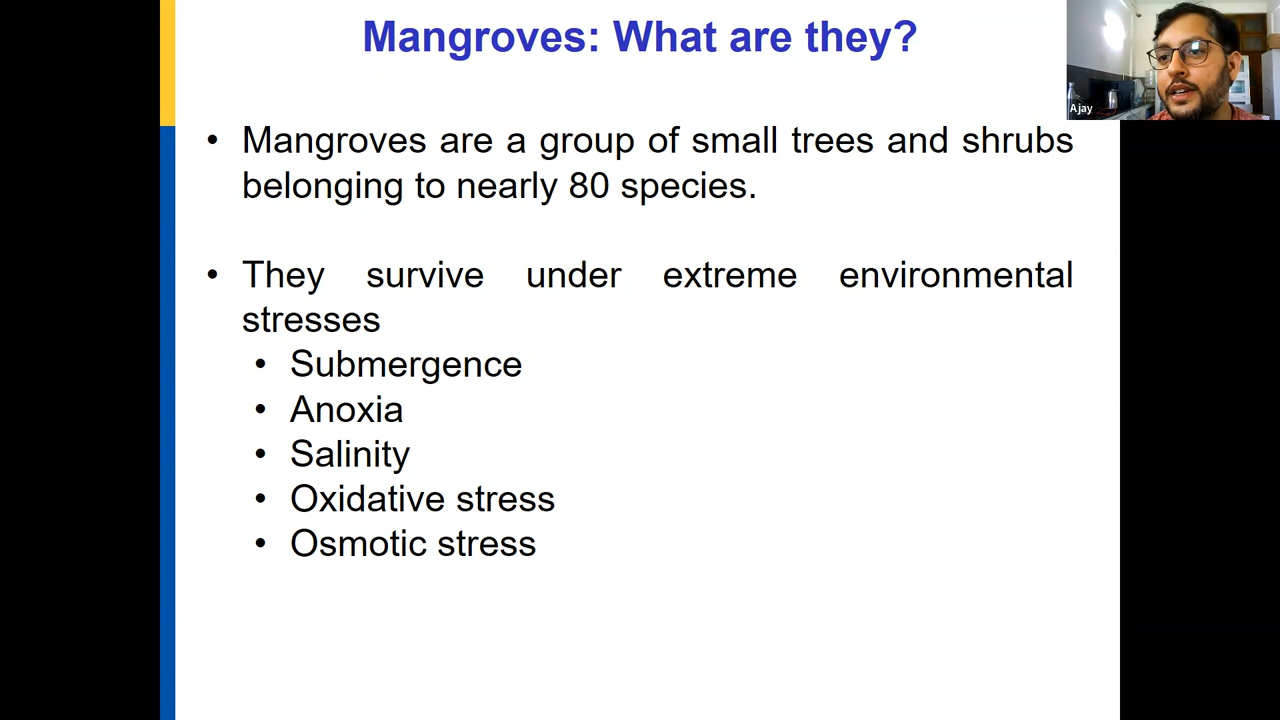 Mangroves: What are they?
Ajay
• Mangroves are a group of small trees and shrubs
belonging to nearly 80 species.
• They survive under extreme environmental
stresses
• Submergence
• Anoxia
• Salinity
• Oxidative stress
• Osmotic stress